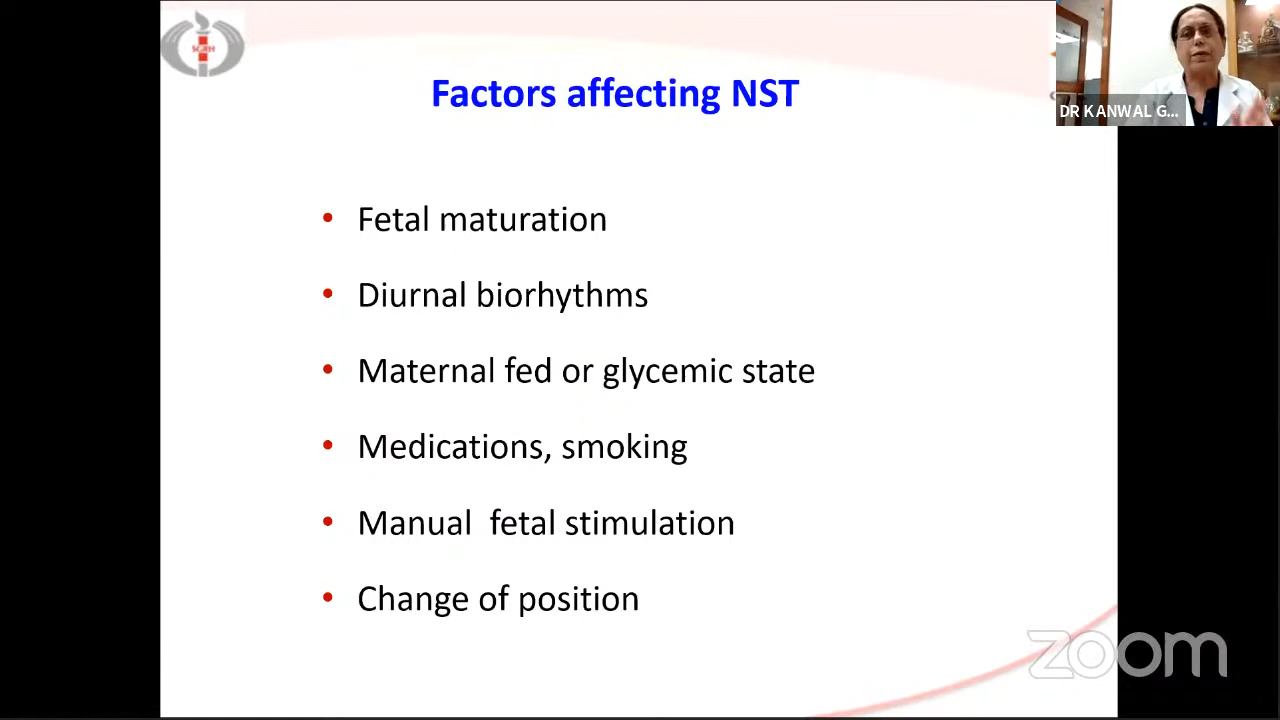 SGRH
Factors affecting NST
DR KANWAL G...
• Fetal maturation
• Diurnal biorhythms
• Maternal fed or glycemic state
• Medications, smoking
• Manual  fetal stimulation
• Change of position
zoom